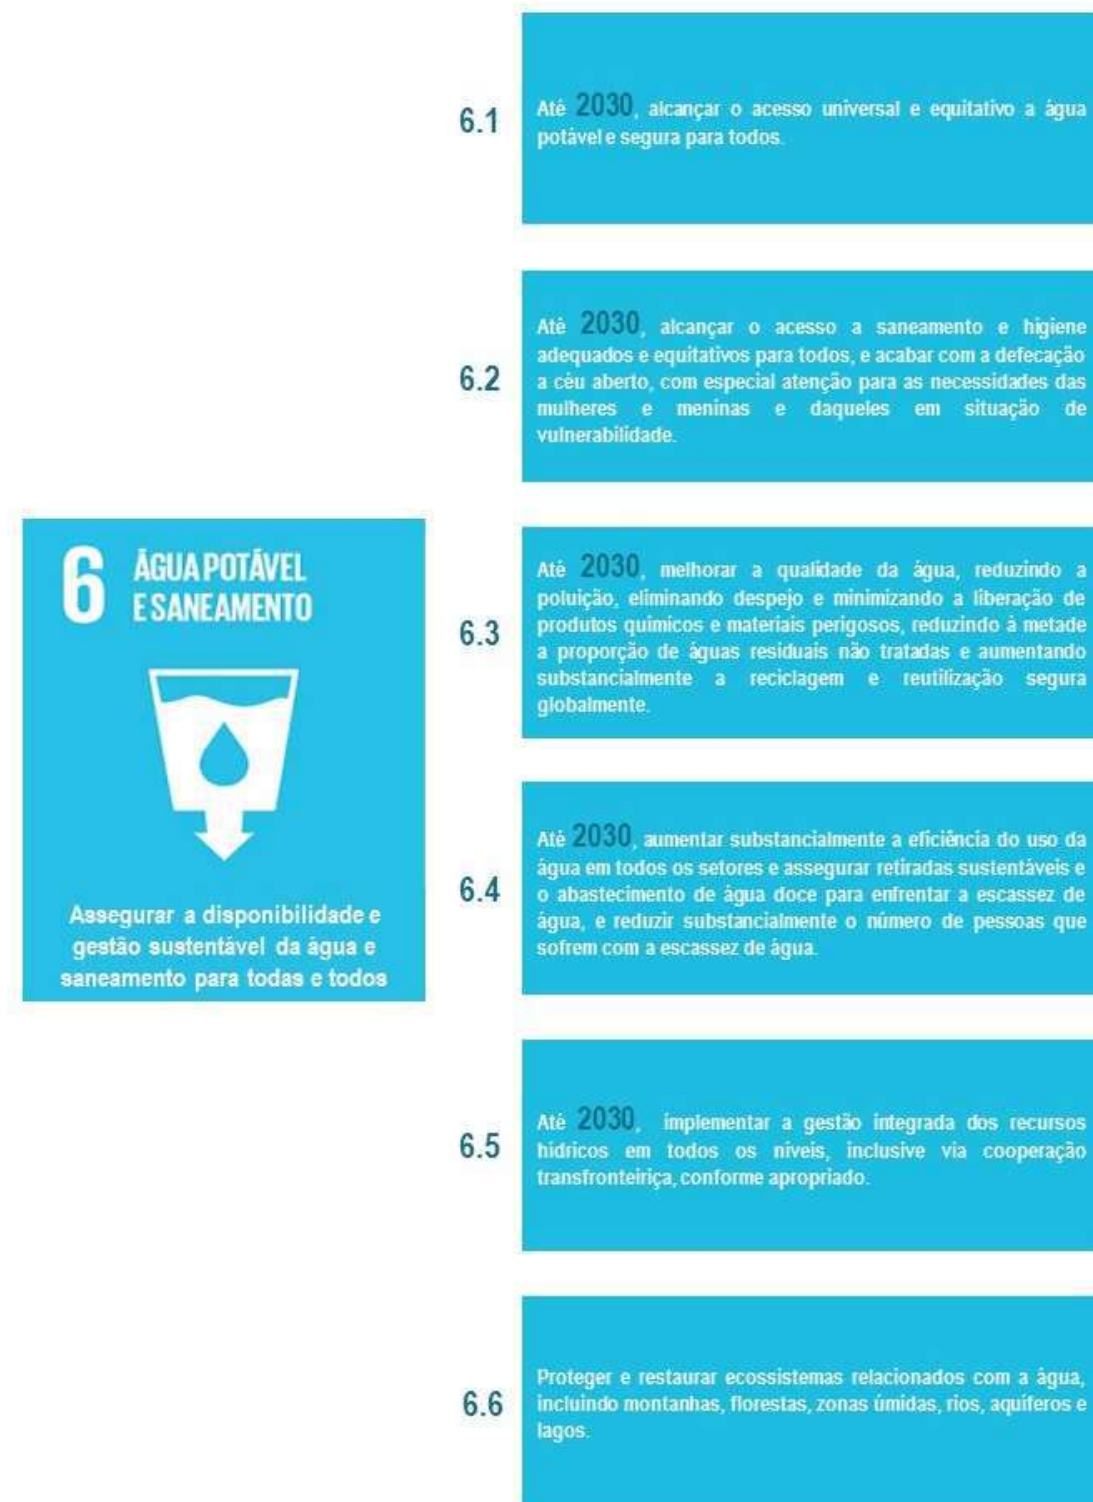 6.1
Até 2030, alcançar o acesso universal e equitativo a água
potável e segura para todos.
6.2
Até 2030, alcançar o acesso a saneamento e higiene
adequados e equitativos para todos, e acabar com a defecação
a céu aberto, com especial atenção para as necessidades das
mulheres e meninas e daqueles em situação de
vulnerabilidade.
6 ÁGUA POTÁVEL
E SANEAMENTO
Assegurar a disponibilidade e
gestão sustentável da água e
saneamento para todas e todos
6.3
Até 2030, melhorar a qualidade da água, reduzindo a
poluição, eliminando despejo e minimizando a liberação de
produtos químicos e materiais perigosos, reduzindo à metade
a proporção de águas residuais não tratadas e aumentando
substancialmente a reciclagem e reutilização segura
globalmente.
6.4
Até 2030, aumentar substancialmente a eficiência do uso da
água em todos os setores e assegurar retiradas sustentáveis e
o abastecimento de água doce para enfrentar a escassez de
água, e reduzir substancialmente o número de pessoas que
sofrem com a escassez de água.
6.5
Até 2030, implementar a gestão integrada dos recursos
hídricos em todos os níveis, inclusive via cooperação
transfronteiriça, conforme apropriado.
6.6
Proteger e restaurar ecossistemas relacionados com a água,
incluindo montanhas, florestas, zonas úmidas, rios, aquíferos e
lagos.